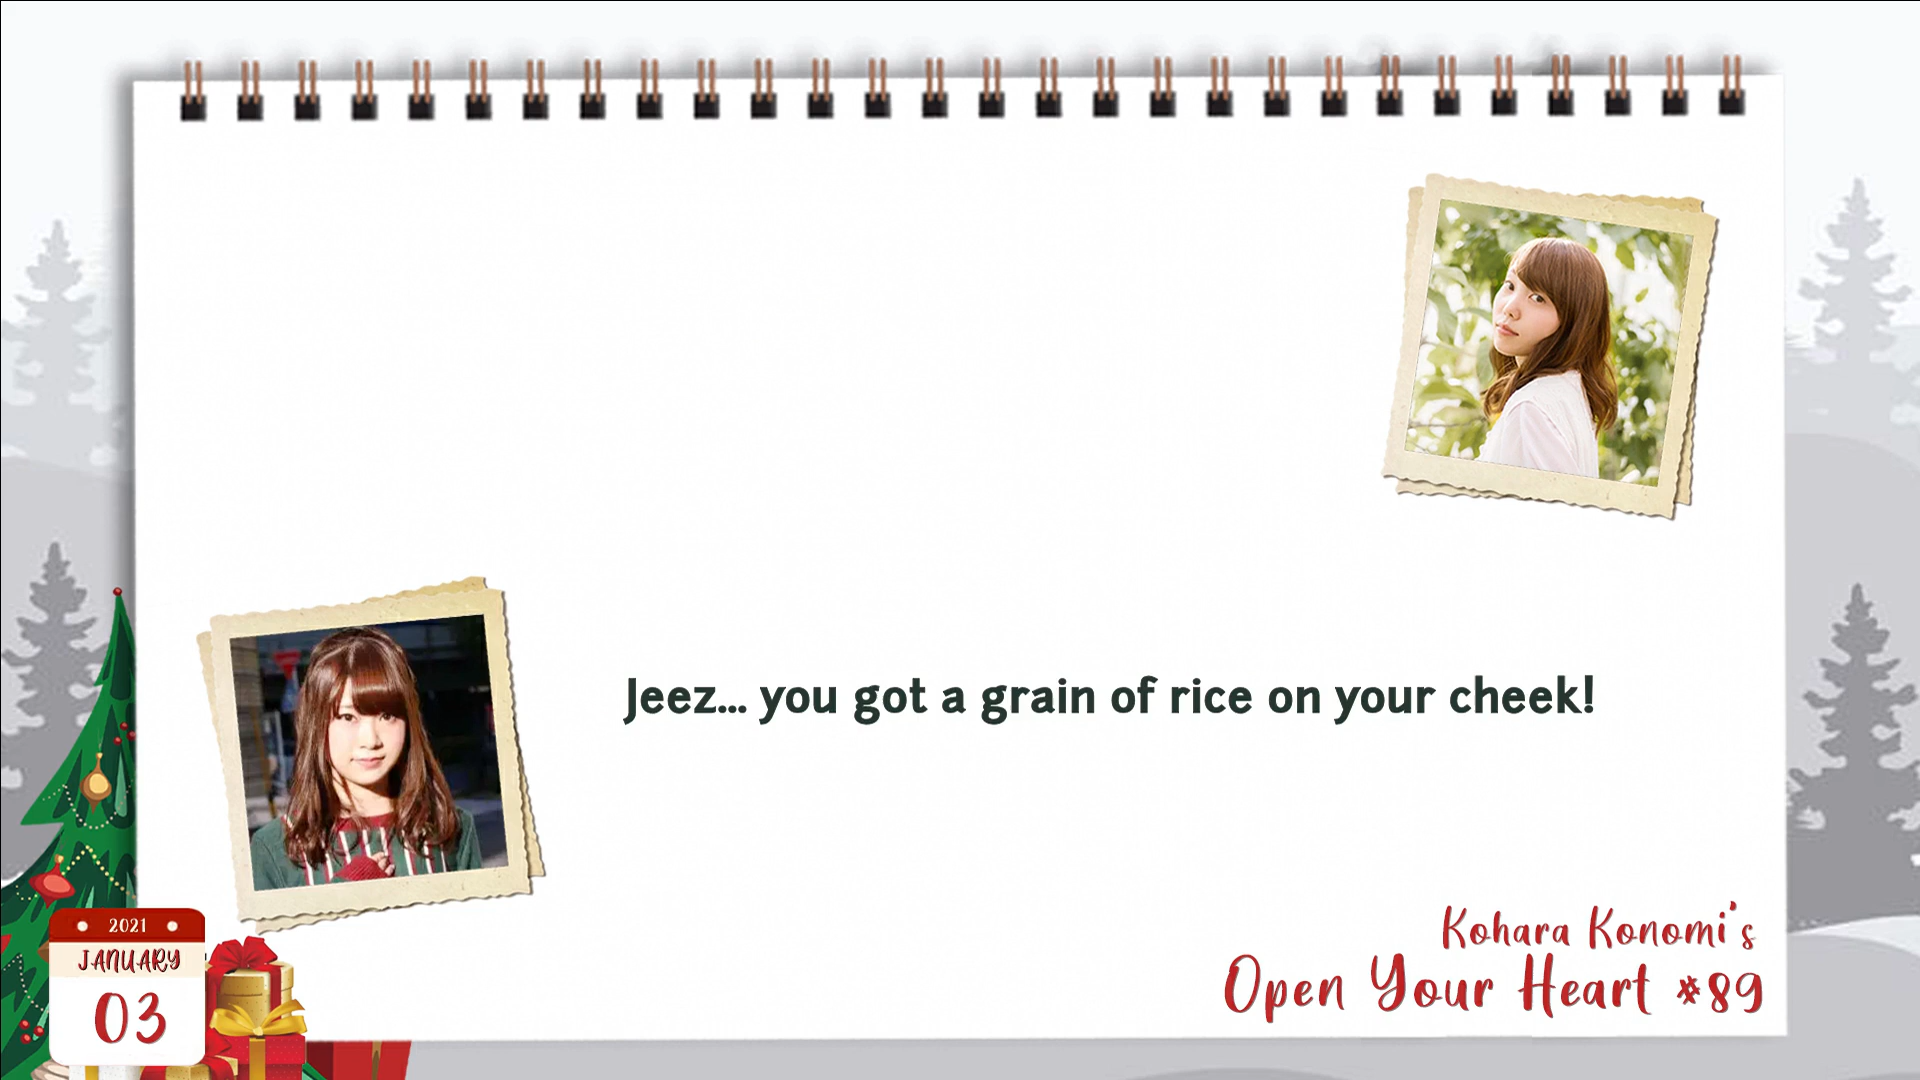 Jeez... you got a grain of rice on your cheek!
Kohara Konomi's
Open Your Heart #89
2021
JANUARY
03